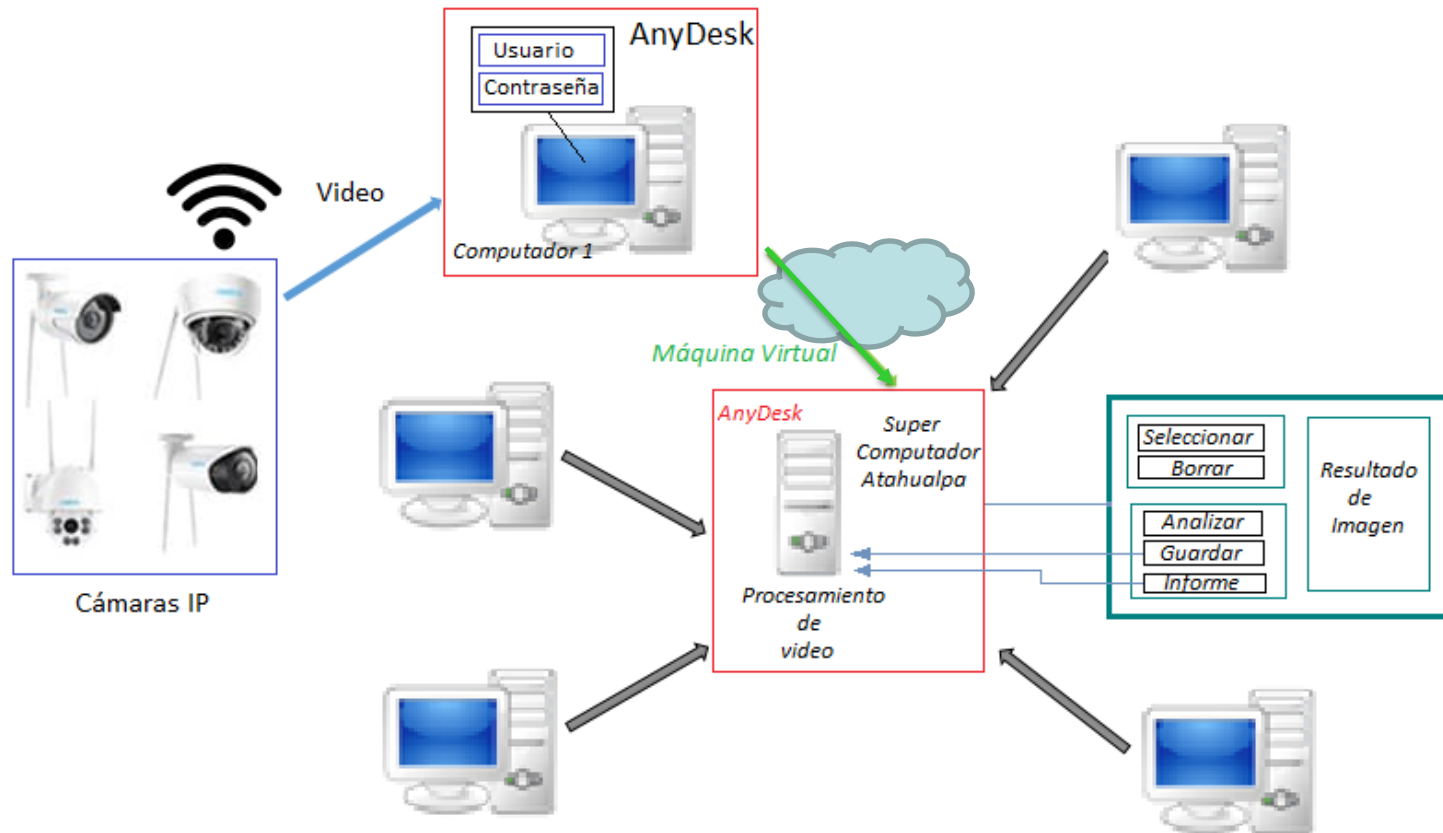 AnyDesk
Usuario
Contraseña
Computador 1
Video
Cámaras IP
Máquina Virtual
AnyDesk
Super
Computador
Atahualpa
Procesamiento
de
video
Seleccionar
Borrar
Analizar
Guardar
Informe
Resultado
de
Imagen